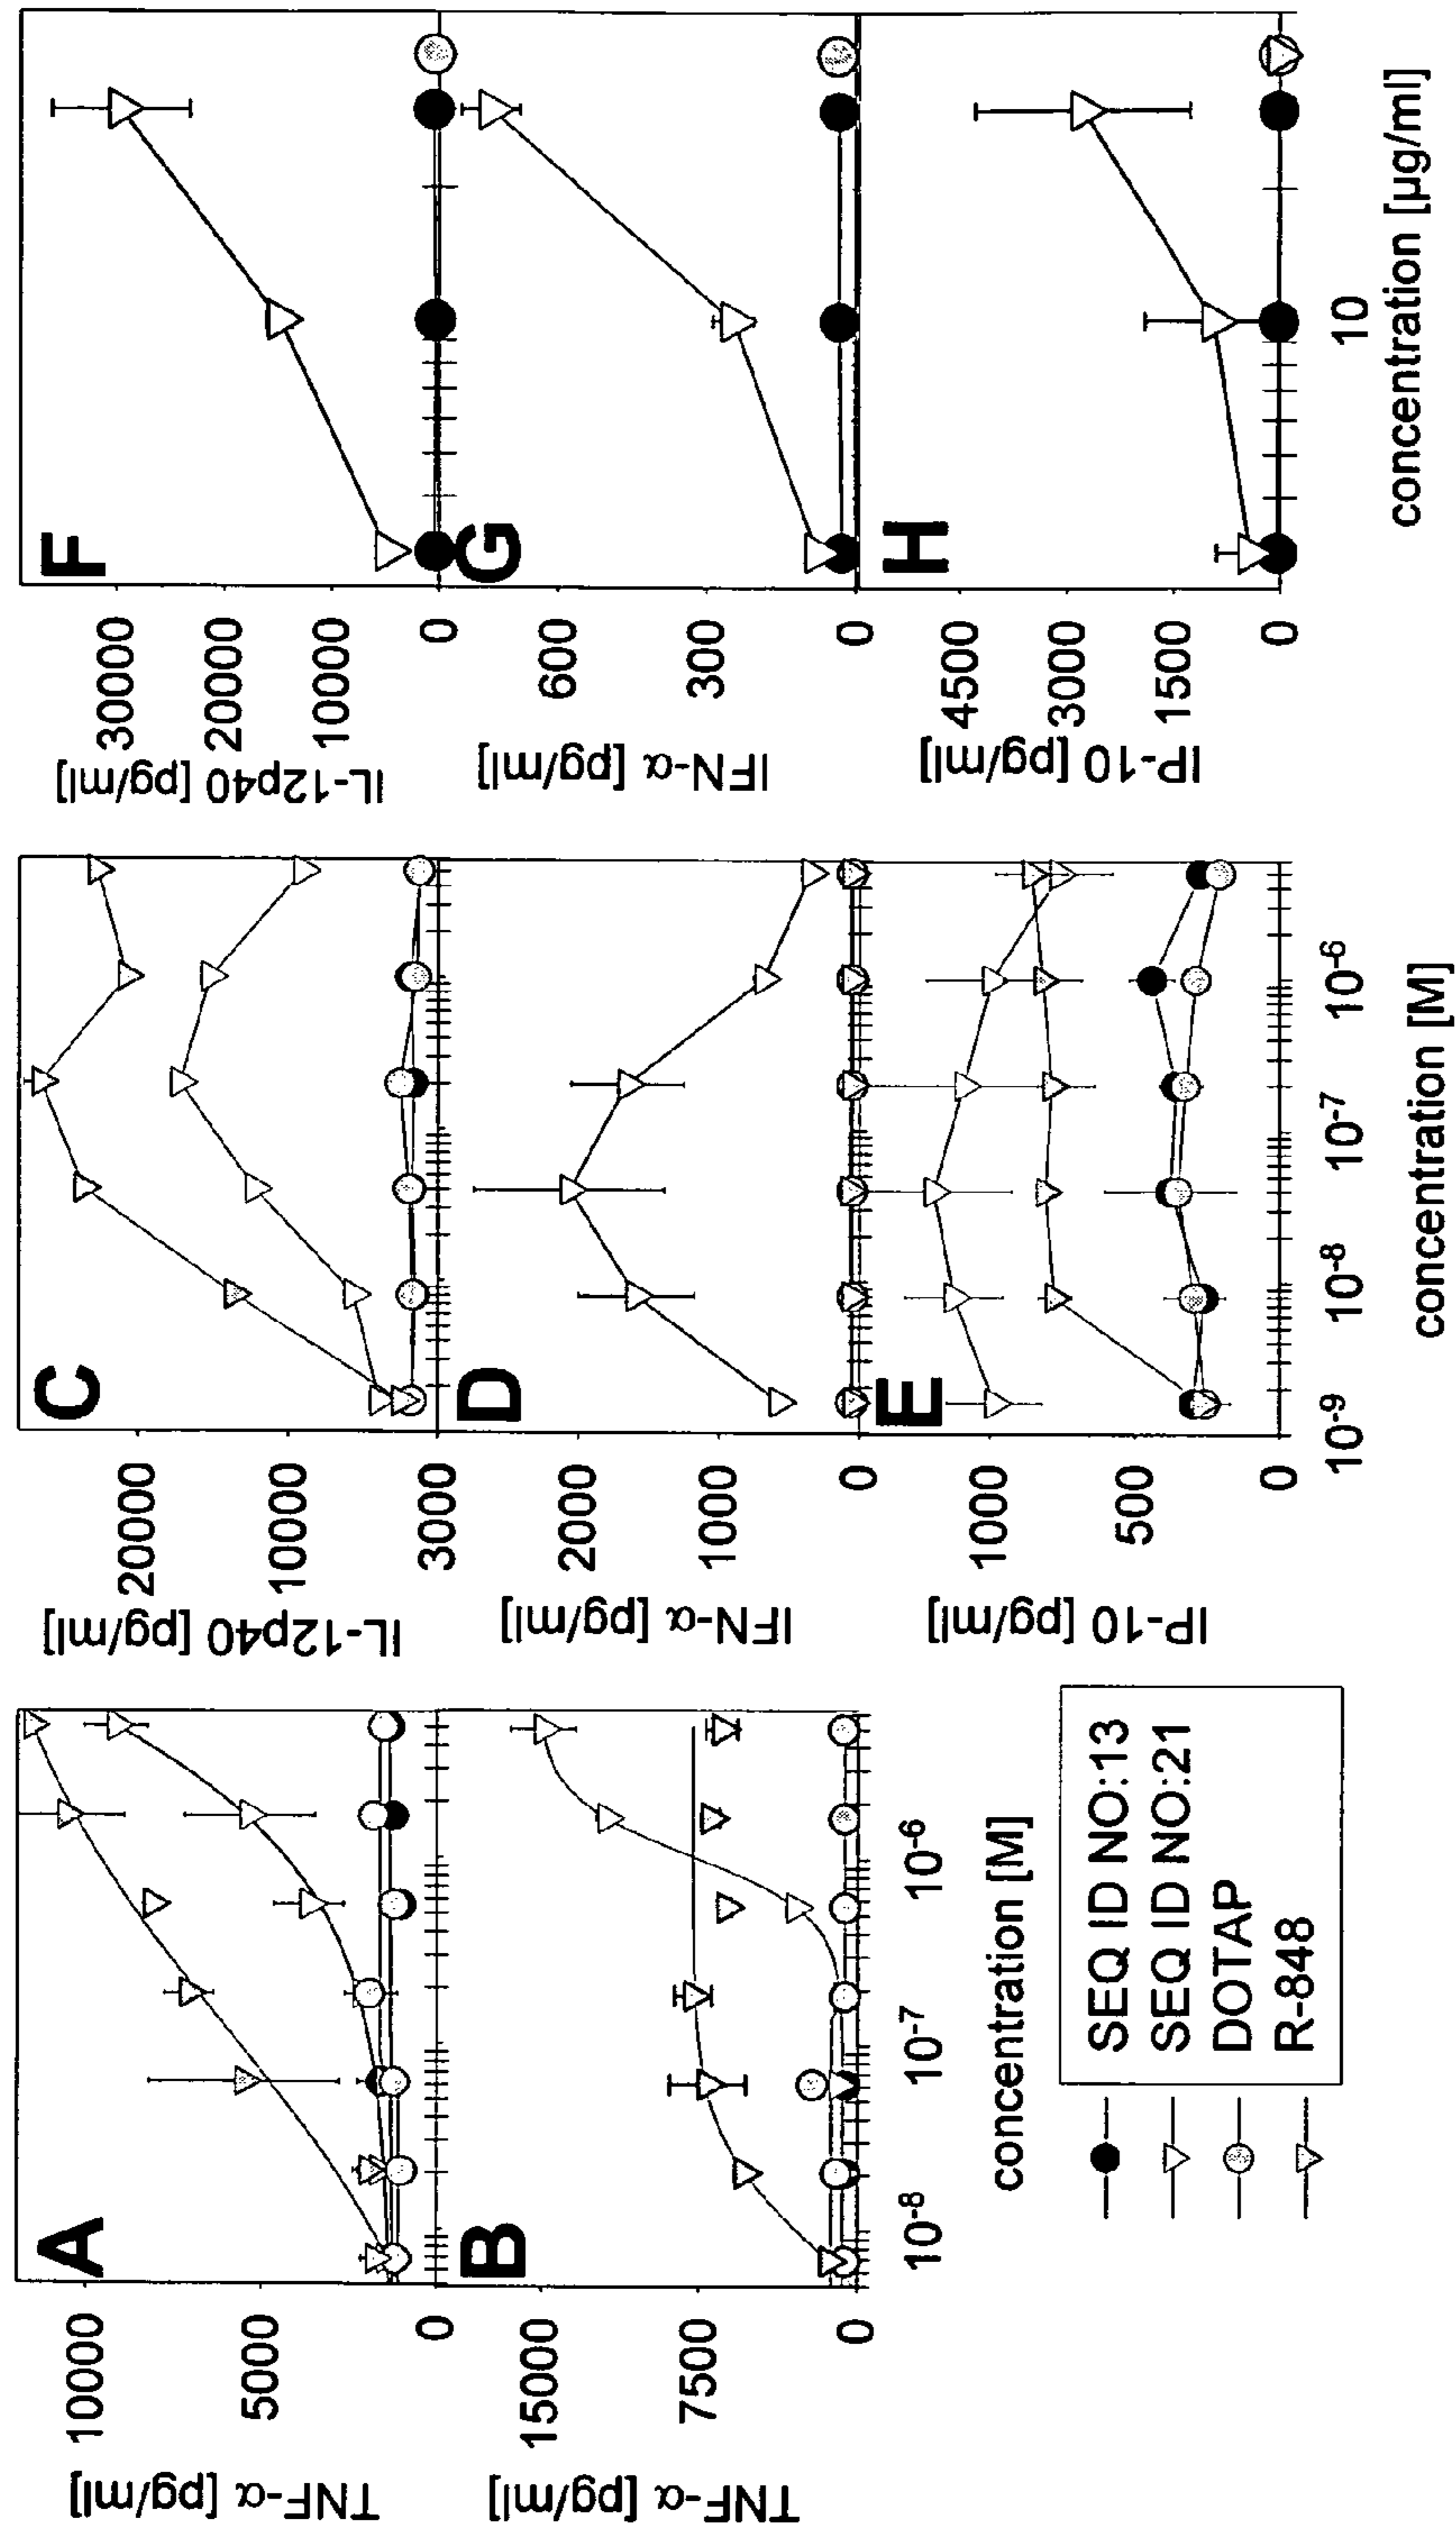 A
TNF-α [pg/ml]
10000
5000
0
B
TNF-α [pg/ml]
15000
7500
0
10-8
10-7
10-6
concentration [M]
SEQ ID NO:13
SEQ ID NO:21
DOTAP
R-848
C
IL-12p40 [pg/ml]
20000
10000
3000
D
IFN-α [pg/ml]
2000
1000
0
E
IP-10 [pg/ml]
1000
500
0
10-9
10-8
10-7
10-6
concentration [M]
F
IL-12p40 [pg/ml]
30000
20000
10000
0
G
IFN-α [pg/ml]
600
300
0
H
IP-10 [pg/ml]
4500
3000
1500
0
10
concentration [µg/ml]